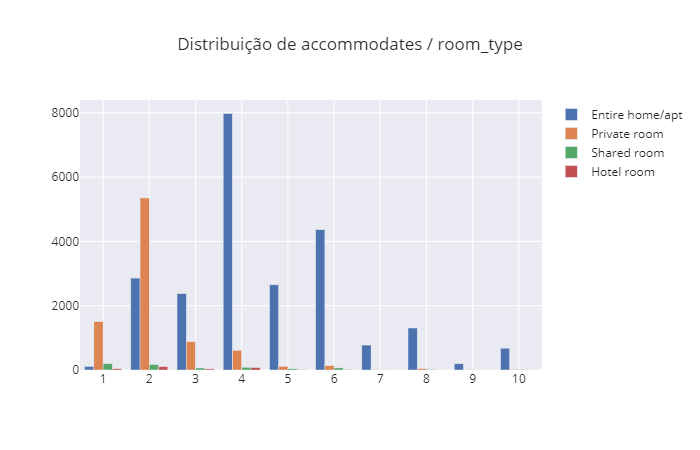 Distribuição de accommodates / room_type
8000
6000
4000
2000
0
1 2 3 4 5 6 7 8 9 10
Entire home/apt
Private room
Shared room
Hotel room